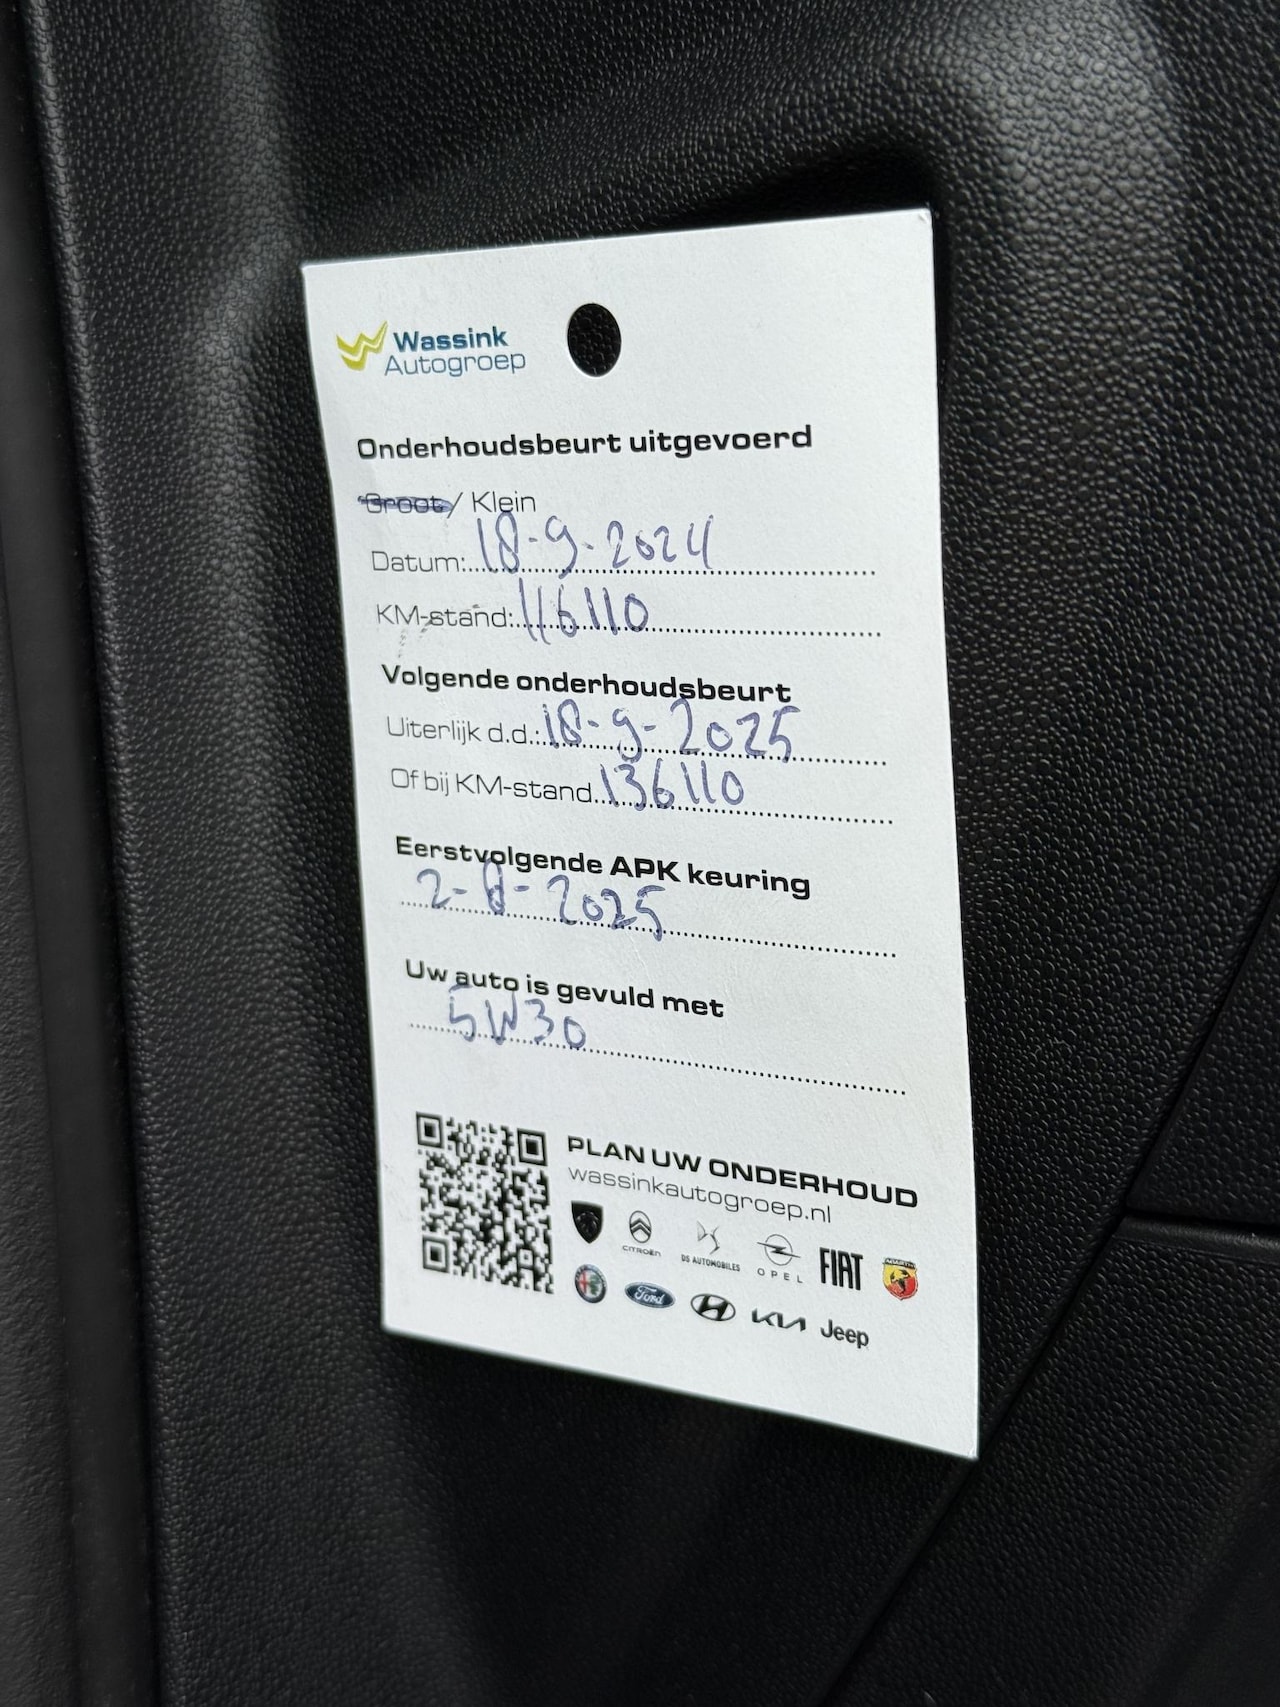 Wassink
Autogroep
Onderhoudsbeurt uitgevoerd
Groot / Klein
Datum: 18-9-2024
KM-stand: 116110
Volgende onderhoudsbeurt
Uiterlijk d.d.: 18-9-2025
Of bij KM-stand 136110
Eerstvolgende APK keuring
2-8-2025
Uw auto is gevuld met
5W30
PLAN UW ONDERHOUD
wassinkautogroep.nl
CITROËN DS AUTOMOBILES OPEL FIAT ABARTH
Ford KIA Jeep